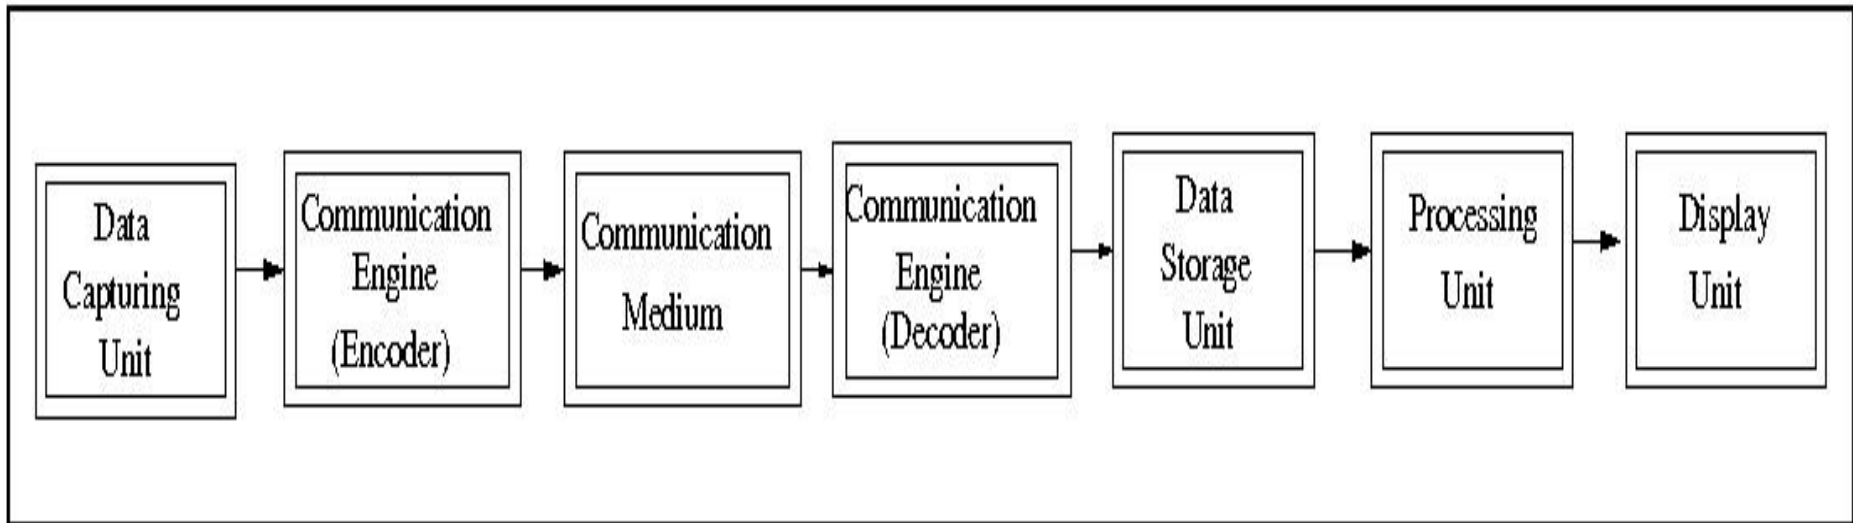 Data
Capturing
Unit
Communication
Engine
(Encoder)
Communication
Medium
Communication
Engine
(Decoder)
Data
Storage
Unit
Processing
Unit
Display
Unit